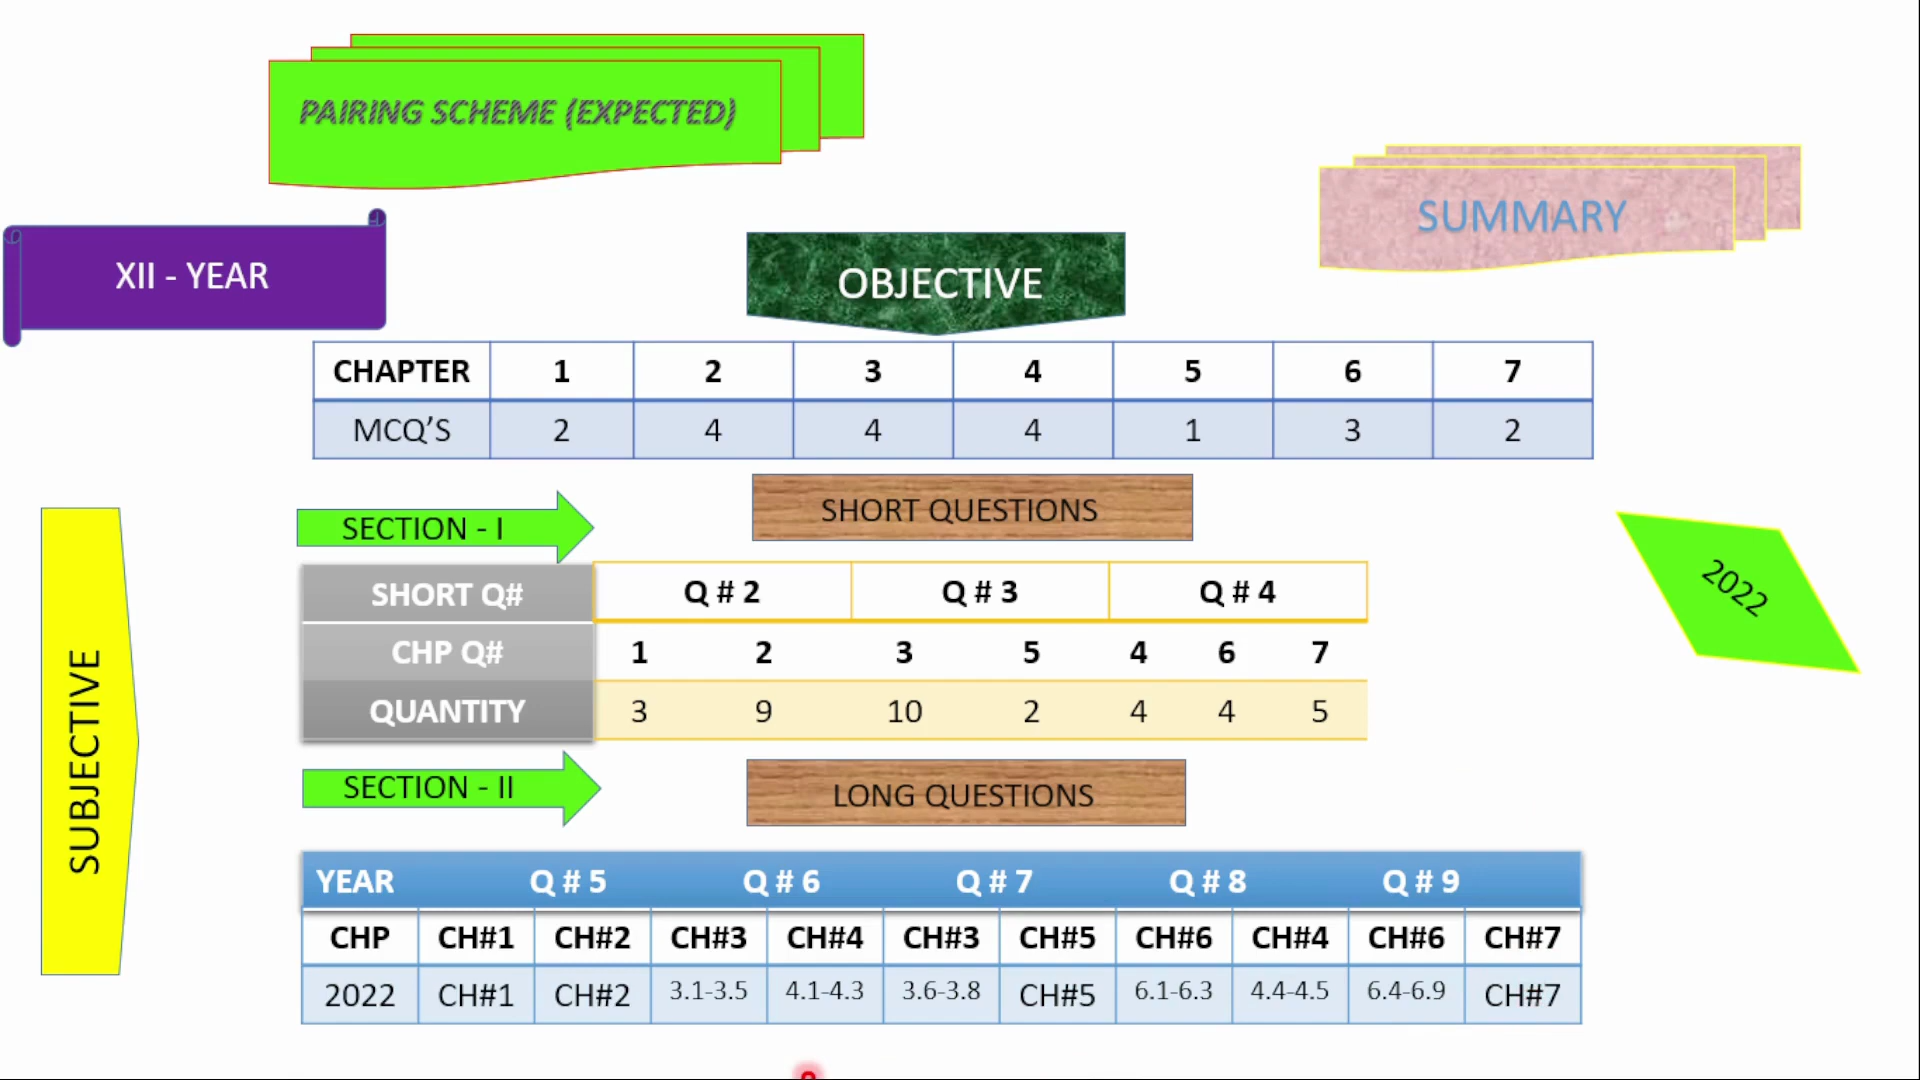 PAIRING SCHEME (EXPECTED)
SUMMARY
XII - YEAR
OBJECTIVE
CHAPTER 1 2 3 4 5 6 7
MCQ'S 2 4 4 4 1 3 2
SECTION - I
SHORT QUESTIONS
SHORT Q# Q # 2 Q # 3 Q # 4
CHP Q# 1 2 3 5 4 6 7
QUANTITY 3 9 10 2 4 4 5
2022
SUBJECTIVE
SECTION - II
LONG QUESTIONS
YEAR Q # 5 Q # 6 Q # 7 Q # 8 Q # 9
CHP CH#1 CH#2 CH#3 CH#4 CH#3 CH#5 CH#6 CH#4 CH#6 CH#7
2022 CH#1 CH#2 3.1-3.5 4.1-4.3 3.6-3.8 CH#5 6.1-6.3 4.4-4.5 6.4-6.9 CH#7